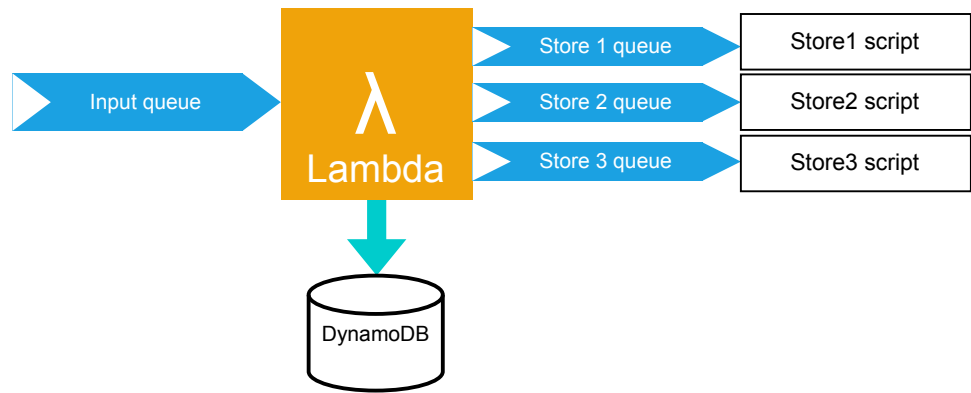 Input queue
λ
Lambda
Store 1 queue
Store1 script
Store 2 queue
Store2 script
Store 3 queue
Store3 script
DynamoDB